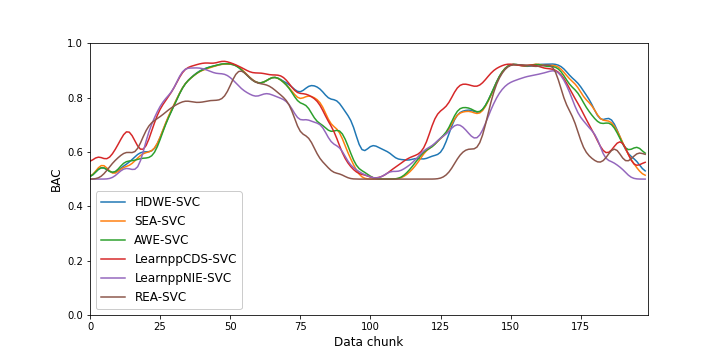 1.0
0.8
0.6
0.4
0.2
0.0
BAC
HDWE-SVC
SEA-SVC
AWE-SVC
LearnppCDS-SVC
LearnppNIE-SVC
REA-SVC
0 25 50 75 100 125 150 175
Data chunk